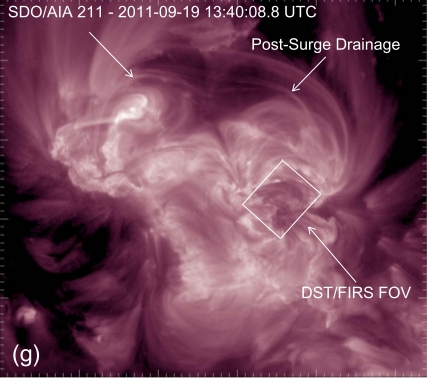 SDO/AIA 211 - 2011-09-19 13:40:08.8 UTC
Post-Surge Drainage
DST/FIRS FOV
(g)